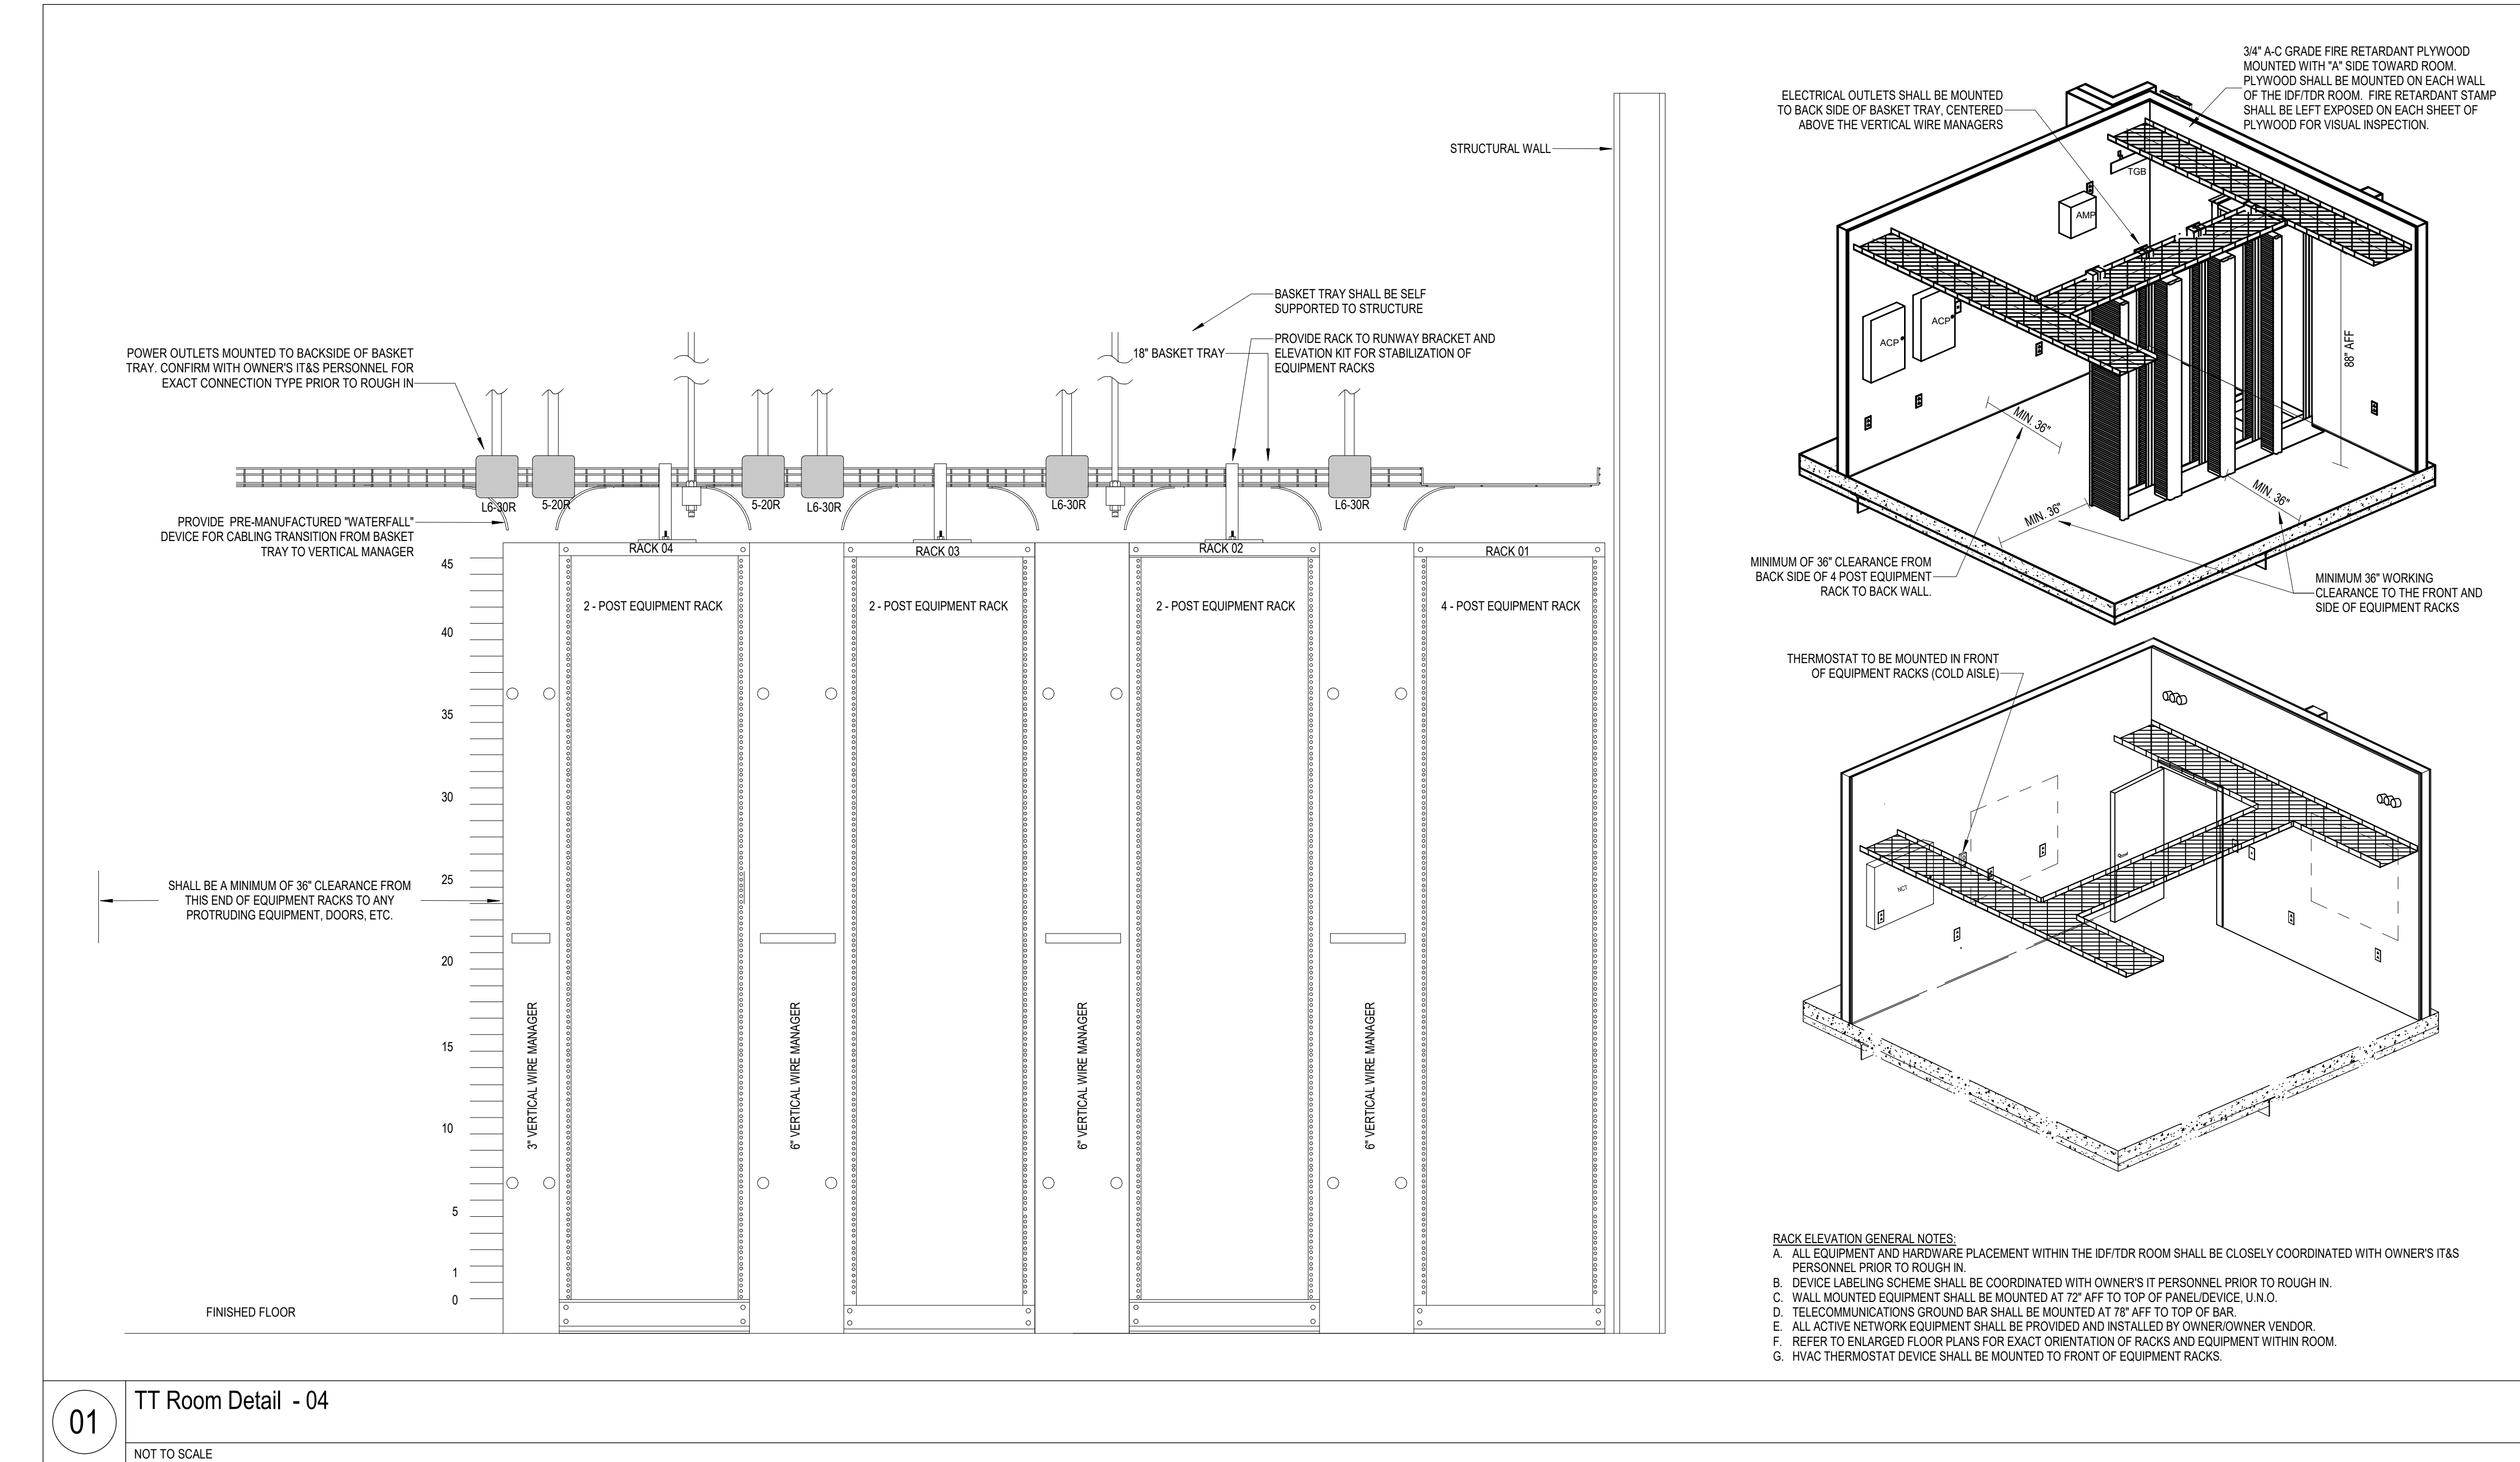 STRUCTURAL WALL
BASKET TRAY SHALL BE SELF
SUPPORTED TO STRUCTURE
18" BASKET TRAY
PROVIDE RACK TO RUNWAY BRACKET AND
ELEVATION KIT FOR STABILIZATION OF
EQUIPMENT RACKS
POWER OUTLETS MOUNTED TO BACKSIDE OF BASKET
TRAY. CONFIRM WITH OWNER'S IT&S PERSONNEL FOR
EXACT CONNECTION TYPE PRIOR TO ROUGH IN
L6-30R
5-20R
5-20R
L6-30R
L6-30R
L6-30R
PROVIDE PRE-MANUFACTURED "WATERFALL"
DEVICE FOR CABLING TRANSITION FROM BASKET
TRAY TO VERTICAL MANAGER
RACK 04
RACK 03
RACK 02
RACK 01
2 - POST EQUIPMENT RACK
2 - POST EQUIPMENT RACK
2 - POST EQUIPMENT RACK
4 - POST EQUIPMENT RACK
45
40
35
30
25
20
15
10
5
1
0
SHALL BE A MINIMUM OF 36" CLEARANCE FROM
THIS END OF EQUIPMENT RACKS TO ANY
PROTRUDING EQUIPMENT, DOORS, ETC.
3" VERTICAL WIRE MANAGER
6" VERTICAL WIRE MANAGER
6" VERTICAL WIRE MANAGER
6" VERTICAL WIRE MANAGER
FINISHED FLOOR
3/4" A-C GRADE FIRE RETARDANT PLYWOOD
MOUNTED WITH "A" SIDE TOWARD ROOM.
PLYWOOD SHALL BE MOUNTED ON EACH WALL
OF THE IDF/TDR ROOM. FIRE RETARDANT STAMP
SHALL BE LEFT EXPOSED ON EACH SHEET OF
PLYWOOD FOR VISUAL INSPECTION.
ELECTRICAL OUTLETS SHALL BE MOUNTED
TO BACK SIDE OF BASKET TRAY, CENTERED
ABOVE THE VERTICAL WIRE MANAGERS
TGB
AMP
ACP
ACP
88" AFF
MIN. 36"
MIN. 36"
MIN. 36"
MINIMUM OF 36" CLEARANCE FROM
BACK SIDE OF 4 POST EQUIPMENT
RACK TO BACK WALL.
MINIMUM 36" WORKING
CLEARANCE TO THE FRONT AND
SIDE OF EQUIPMENT RACKS
THERMOSTAT TO BE MOUNTED IN FRONT
OF EQUIPMENT RACKS (COLD AISLE)
NCT
RACK ELEVATION GENERAL NOTES:
A. ALL EQUIPMENT AND HARDWARE PLACEMENT WITHIN THE IDF/TDR ROOM SHALL BE CLOSELY COORDINATED WITH OWNER'S IT&S
PERSONNEL PRIOR TO ROUGH IN.
B. DEVICE LABELING SCHEME SHALL BE COORDINATED WITH OWNER'S IT PERSONNEL PRIOR TO ROUGH IN.
C. WALL MOUNTED EQUIPMENT SHALL BE MOUNTED AT 72" AFF TO TOP OF PANEL/DEVICE, U.N.O.
D. TELECOMMUNICATIONS GROUND BAR SHALL BE MOUNTED AT 78" AFF TO TOP OF BAR.
E. ALL ACTIVE NETWORK EQUIPMENT SHALL BE PROVIDED AND INSTALLED BY OWNER/OWNER VENDOR.
F. REFER TO ENLARGED FLOOR PLANS FOR EXACT ORIENTATION OF RACKS AND EQUIPMENT WITHIN ROOM.
G. HVAC THERMOSTAT DEVICE SHALL BE MOUNTED TO FRONT OF EQUIPMENT RACKS.
01
TT Room Detail - 04
NOT TO SCALE